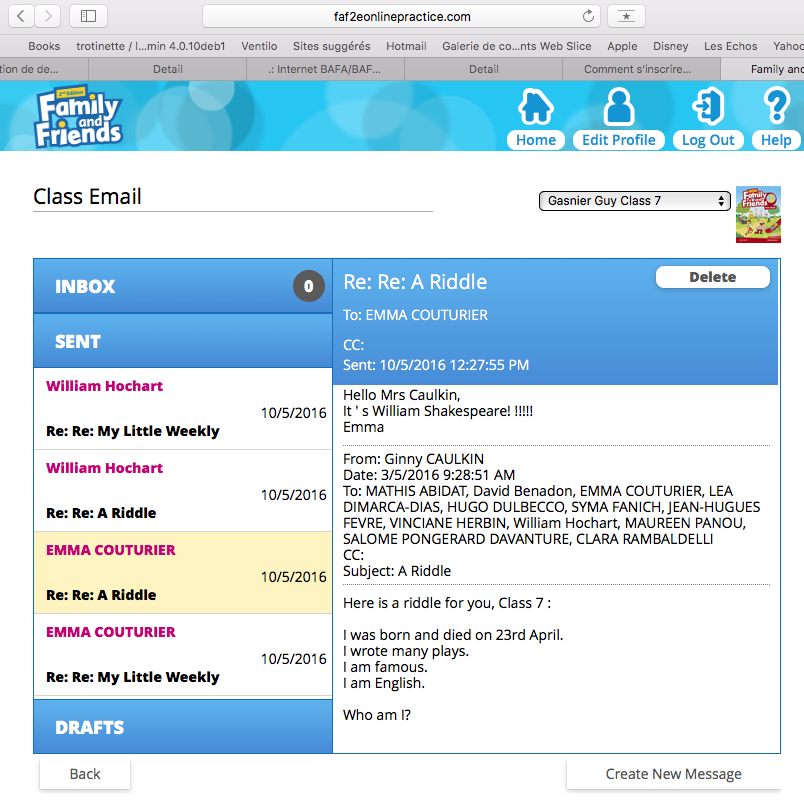 faf2eonlinepractice.com
Books trotinette / l...min 4.0.10deb1 Ventilo Sites suggérés Hotmail Galerie de co...nts Web Slice Apple Disney Les Echos Yahoo
tion de de... Detail .: Internet BAFA/BAF... Detail Comment s'inscrire... Family and
2nd Edition
Family
and
Friends
Home Edit Profile Log Out Help
Class Email
Gasnier Guy Class 7
Family
Friends
INBOX 0
SENT
William Hochart
10/5/2016
Re: Re: My Little Weekly
William Hochart
10/5/2016
Re: Re: A Riddle
EMMA COUTURIER
10/5/2016
Re: Re: A Riddle
EMMA COUTURIER
10/5/2016
Re: Re: My Little Weekly
DRAFTS
Back
Re: Re: A Riddle
Delete
To: EMMA COUTURIER
CC:
Sent: 10/5/2016 12:27:55 PM
Hello Mrs Caulkin,
It ' s William Shakespeare! !!!!!
Emma
From: Ginny CAULKIN
Date: 3/5/2016 9:28:51 AM
To: MATHIS ABIDAT, David Benadon, EMMA COUTURIER, LEA
DIMARCA-DIAS, HUGO DULBECCO, SYMA FANICH, JEAN-HUGUES
FEVRE, VINCIANE HERBIN, William Hochart, MAUREEN PANOU,
SALOME PONGERARD DAVANTURE, CLARA RAMBALDELLI
CC:
Subject: A Riddle
Here is a riddle for you, Class 7 :
I was born and died on 23rd April.
I wrote many plays.
I am famous.
I am English.
Who am I?
Create New Message